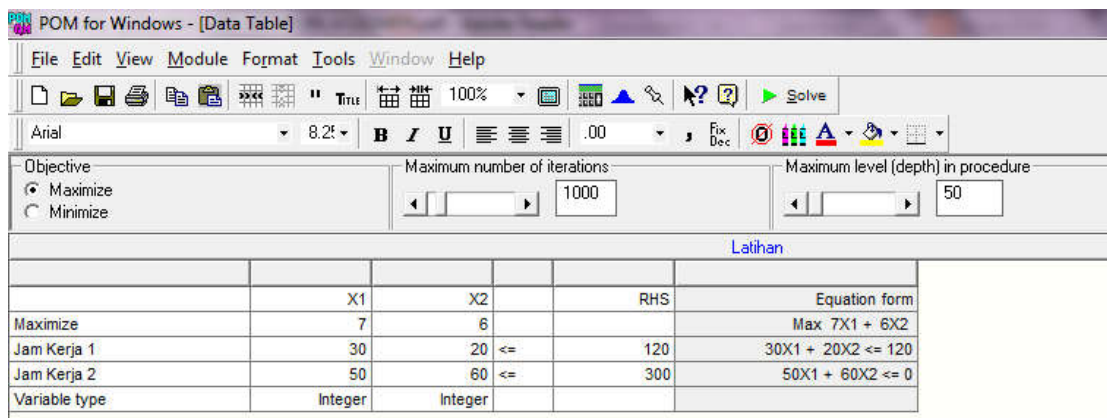 POM for Windows - [Data Table]
File Edit View Module Format Tools Window Help
TITLE 100% Solve
Arial 8.2 B I U .00 Fix Dec A
Objective Maximum number of iterations Maximum level (depth) in procedure
Maximize 1000 50
Minimize
Latihan
X1 X2 RHS Equation form
Maximize 7 6 Max 7X1 + 6X2
Jam Kerja 1 30 20 <= 120 30X1 + 20X2 <= 120
Jam Kerja 2 50 60 <= 300 50X1 + 60X2 <= 0
Variable type Integer Integer